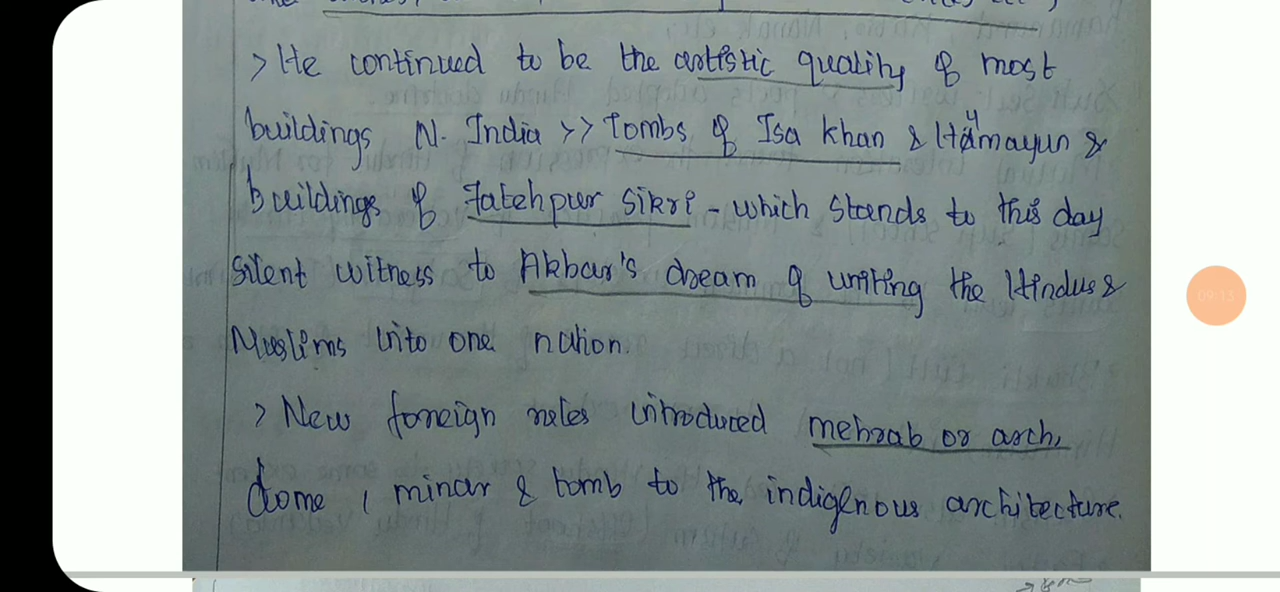 > He continued to be the artistic quality of most
buildings N. India >> Tombs of Isa khan & Humayun &
buildings of Fatehpur Sikri - which stands to this day
silent witness to Akbar's dream of uniting the Hindus &
Muslims into one nation.
> New foreign rules introduced mehrab or arch,
dome, minar & tomb to the indigenous architecture.
09:13